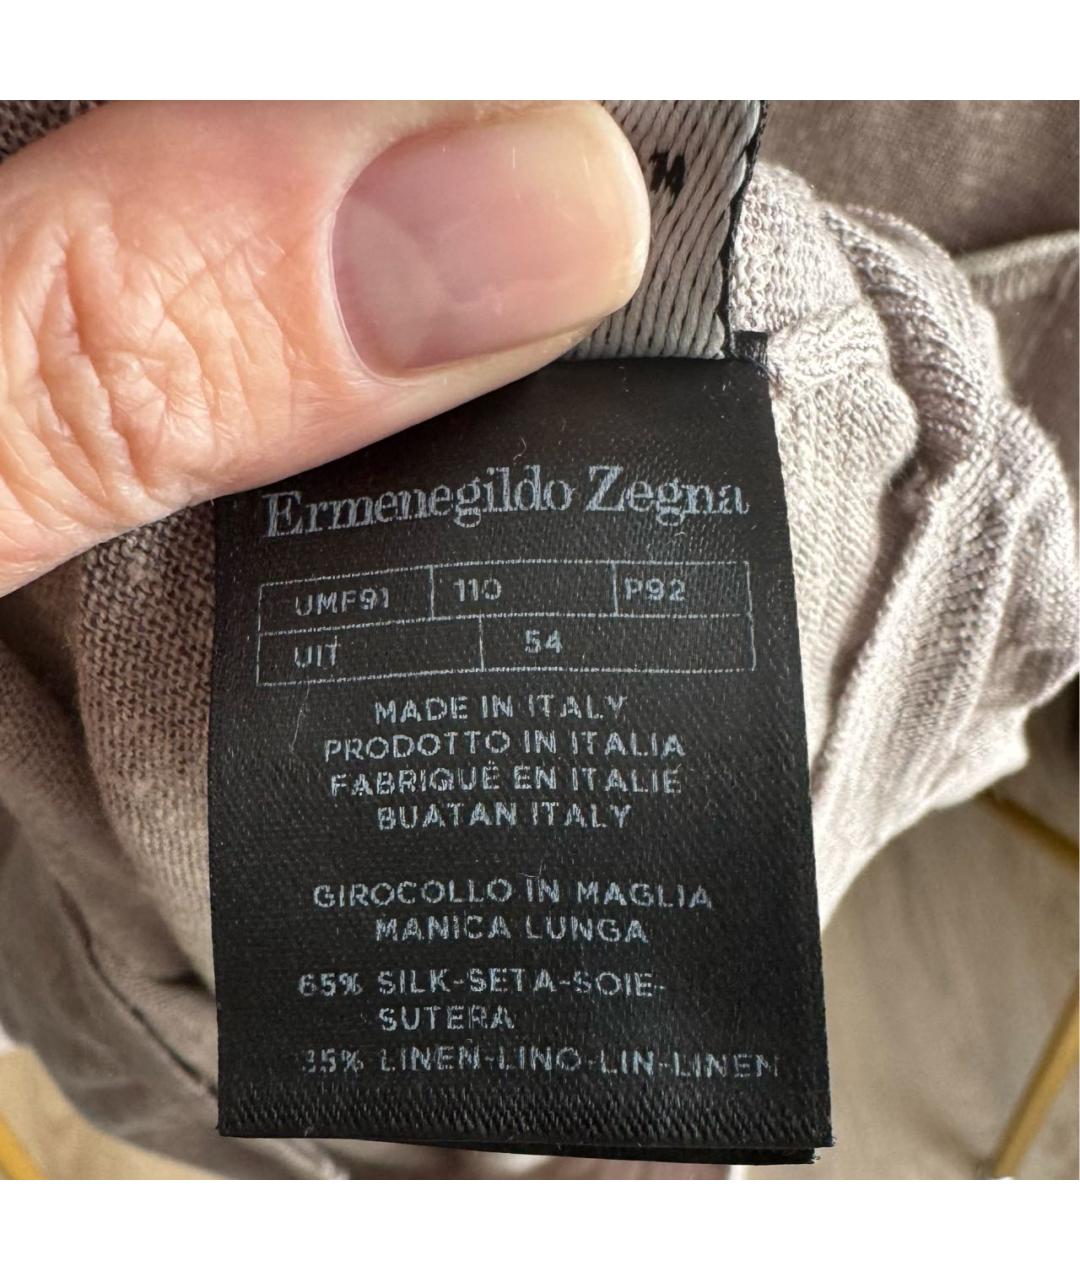 Ermenegildo Zegna
UMF91 110 P92
UIT 54
MADE IN ITALY
PRODOTTO IN ITALIA
FABRIQUÉ EN ITALIE
BUATAN ITALY
GIROCOLLO IN MAGLIA
MANICA LUNGA
65% SILK-SETA-SOIE-
SUTERA
35% LINEN-LINO-LIN-LINEN